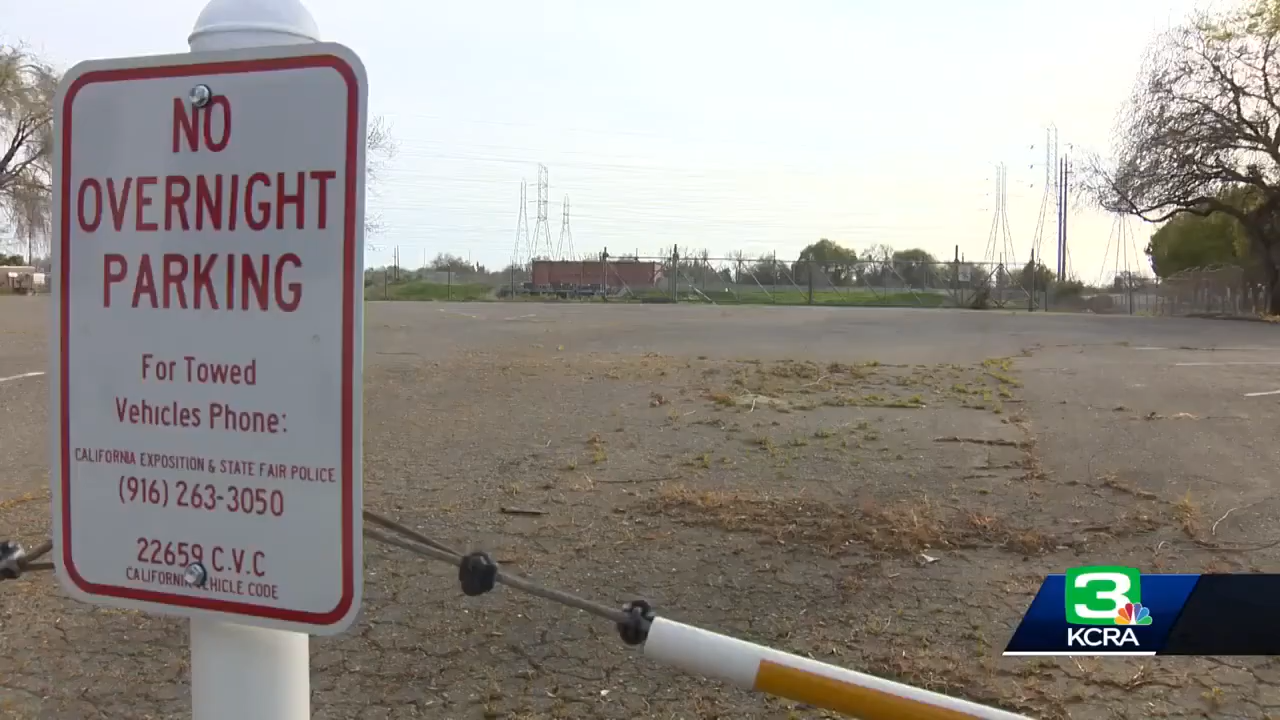 NO
OVERNIGHT
PARKING
For Towed
Vehicles Phone:
CALIFORNIA EXPOSITION & STATE FAIR POLICE
(916) 263-3050
22659 C.V.C
CALIFORNIA VEHICLE CODE
3
KCRA